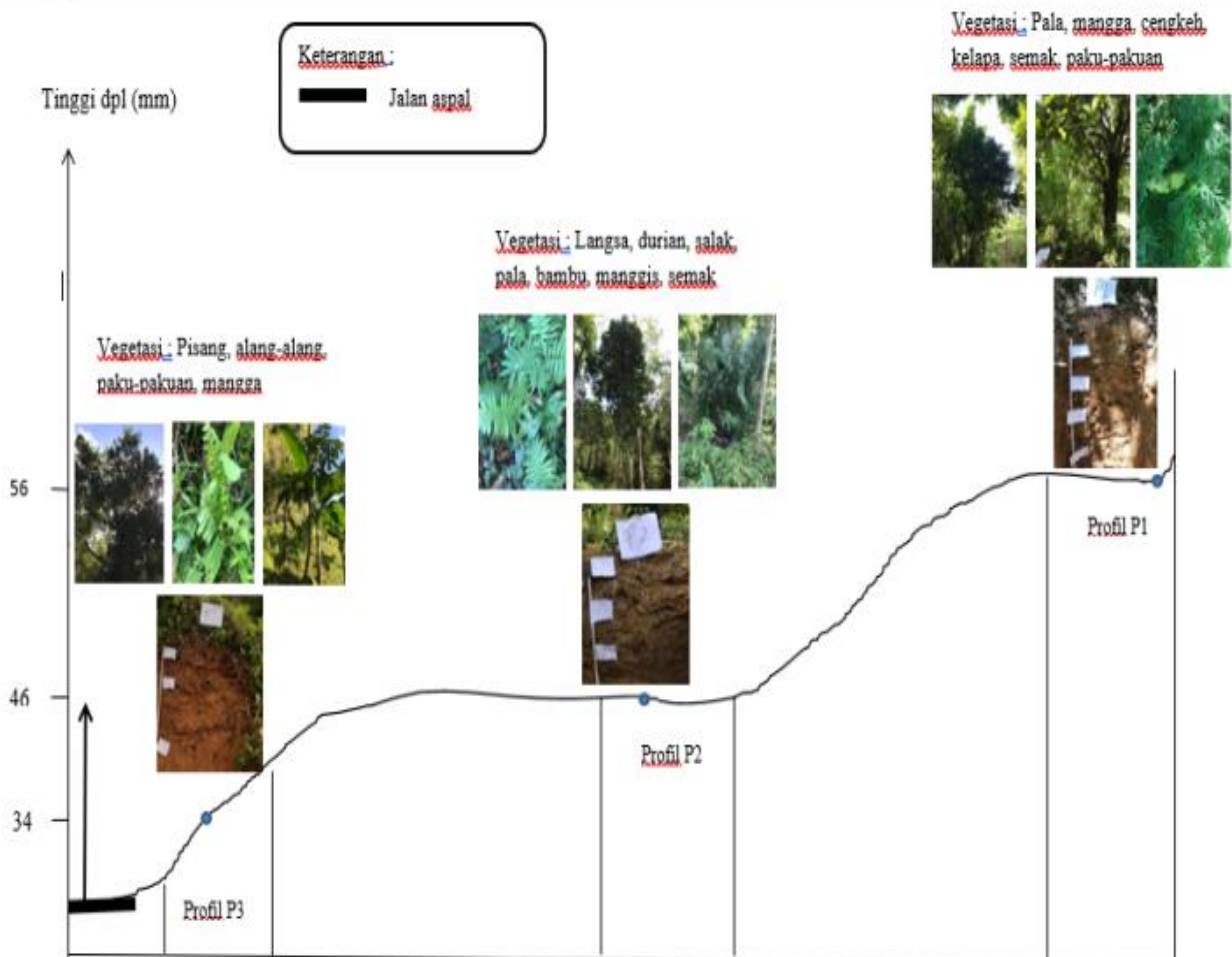 Vegetasi : Pala, mangga, cengkeh,
kelapa, semak, paku-pakuan
Keterangan :
Jalan aspal
Tinggi dpl (mm)
Vegetasi : Langsa, durian, salak,
pala, bambu, manggis, semak
Vegetasi : Pisang, alang-alang,
paku-pakuan, mangga
56
Profil P1
46
Profil P2
34
Profil P3